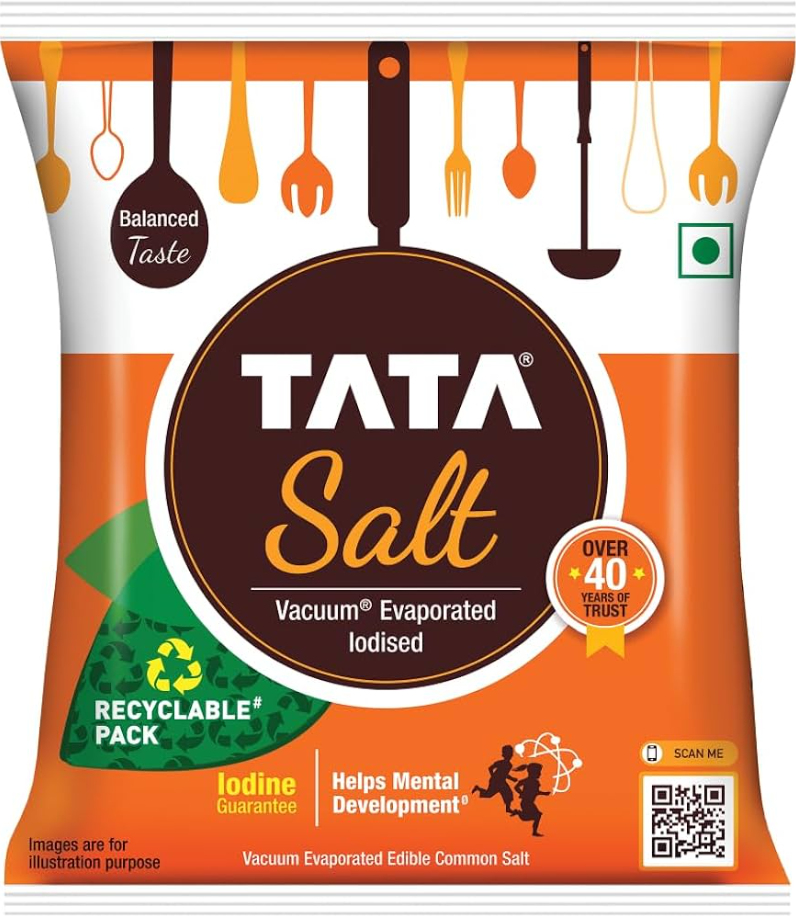 Balanced
Taste
TATA®
Salt
Vacuum® Evaporated
Iodised
OVER
40
YEARS OF
TRUST
RECYCLABLE#
PACK
Iodine
Guarantee
Helps Mental
Development⁰
SCAN ME
Images are for
illustration purpose
Vacuum Evaporated Edible Common Salt